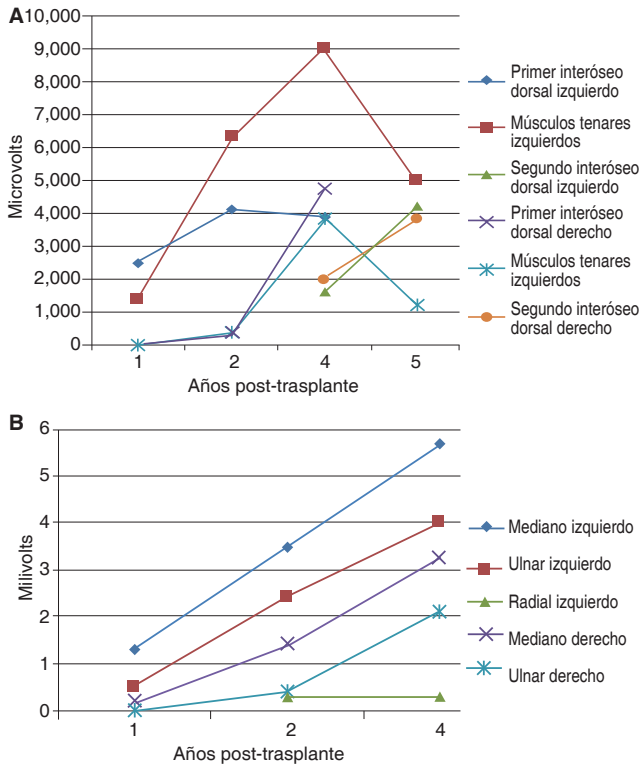 A
10,000
9,000
8,000
7,000
6,000
5,000
4,000
3,000
2,000
1,000
0
Microvolts
1 2 4 5
Años post-trasplante
Primer interóseo
dorsal izquierdo
Músculos tenares
izquierdos
Segundo interóseo
dorsal izquierdo
Primer interóseo
dorsal derecho
Músculos tenares
izquierdos
Segundo interóseo
dorsal derecho
B
6
5
4
3
2
1
0
Milivolts
1 2 4
Años post-trasplante
Mediano izquierdo
Ulnar izquierdo
Radial izquierdo
Mediano derecho
Ulnar derecho